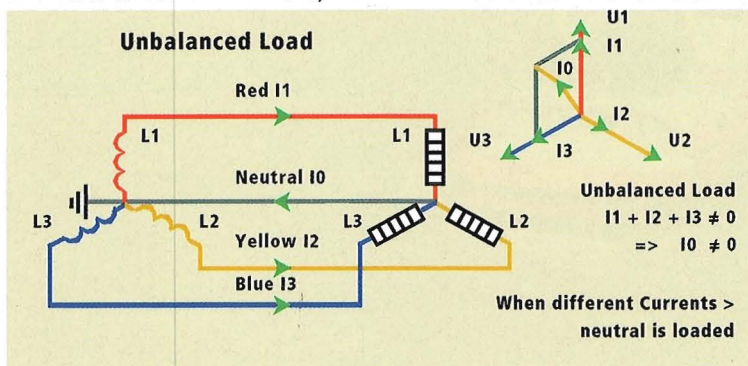 Unbalanced Load
Red I1
L1
L1
Neutral I0
L3
L2
L3
L2
Yellow I2
Blue I3
U1
I1
I0
I2
U3
I3
U2
Unbalanced Load
I1 + I2 + I3 ≠ 0
=> I0 ≠ 0
When different Currents >
neutral is loaded